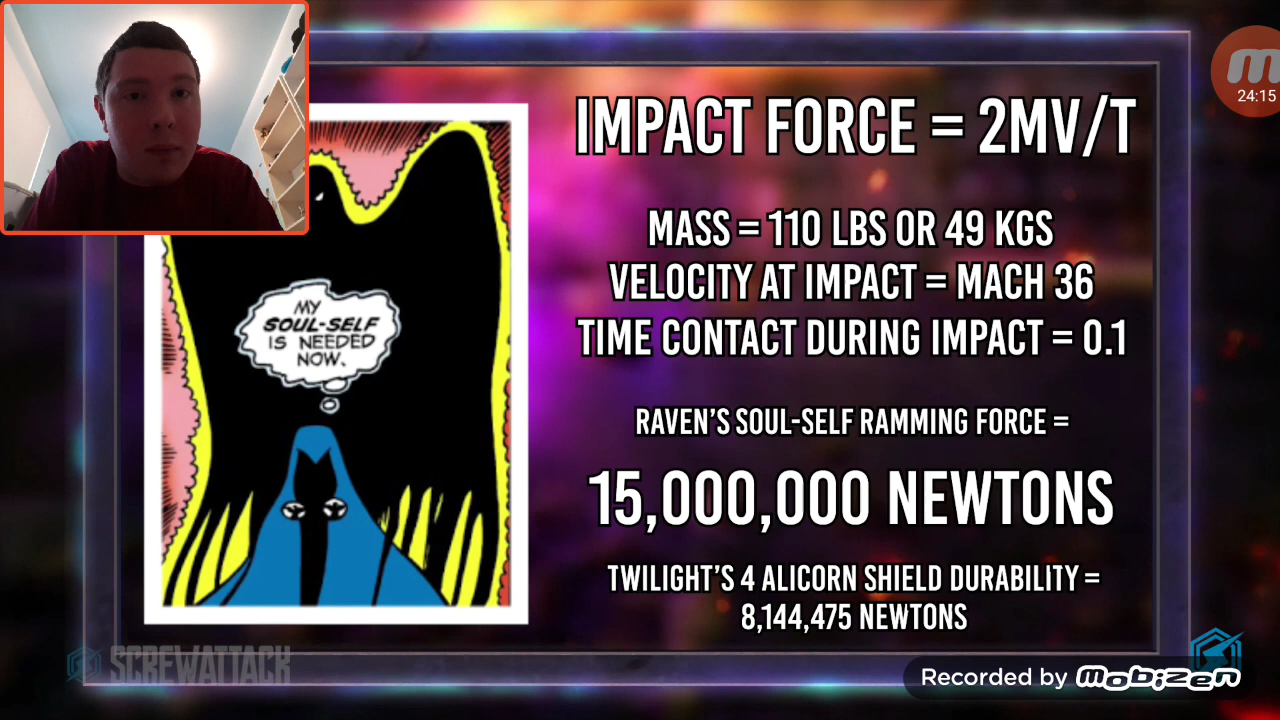 IMPACT FORCE = 2MV/T
MASS = 110 LBS OR 49 KGS
VELOCITY AT IMPACT = MACH 36
TIME CONTACT DURING IMPACT = 0.1
RAVEN'S SOUL-SELF RAMMING FORCE =
15,000,000 NEWTONS
TWILIGHT'S 4 ALICORN SHIELD DURABILITY =
8,144,475 NEWTONS
MY
SOUL-SELF
IS NEEDED
NOW.
24:15
SCREWATTACK
Recorded by mobizen